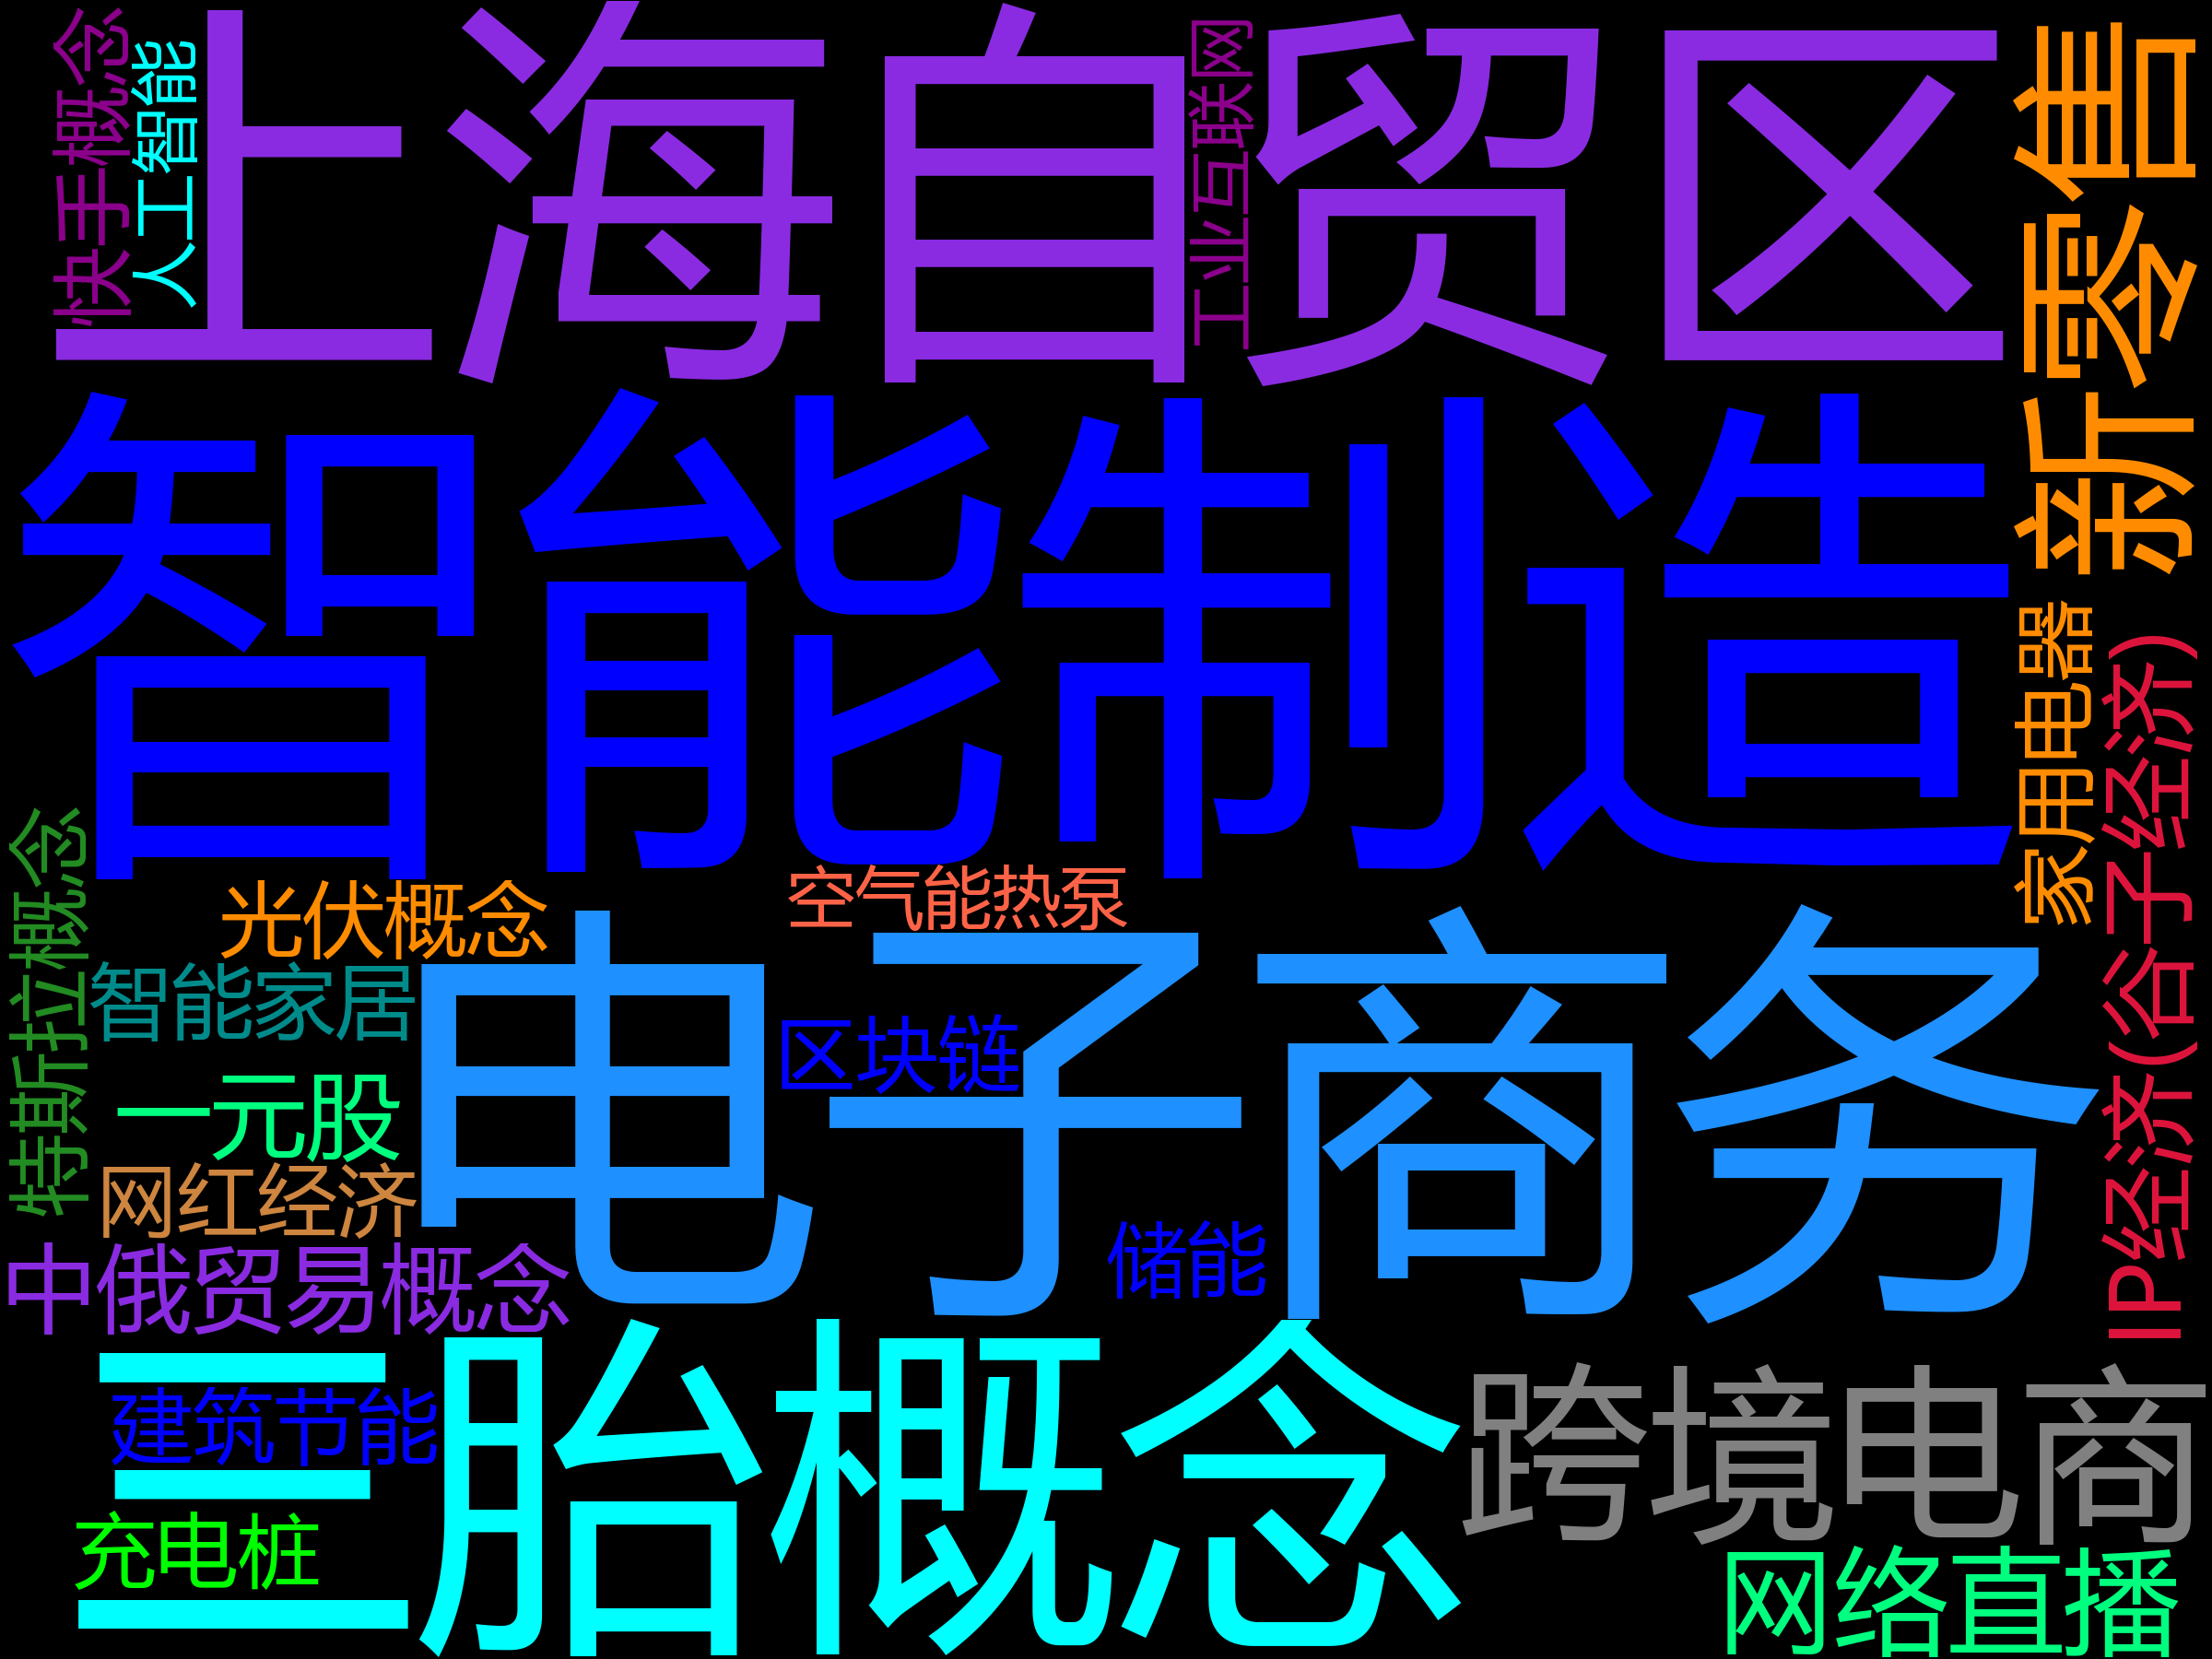 快手概念
人工智能
上海自贸区
工业互联网
新零售
智能制造
家用电器
IP经济(谷子经济)
特斯拉概念
光伏概念
空气能热泵
智能家居
电子商务
区块链
一元股
网红经济
中俄贸易概念
储能
三胎概念
建筑节能
充电桩
跨境电商
网络直播